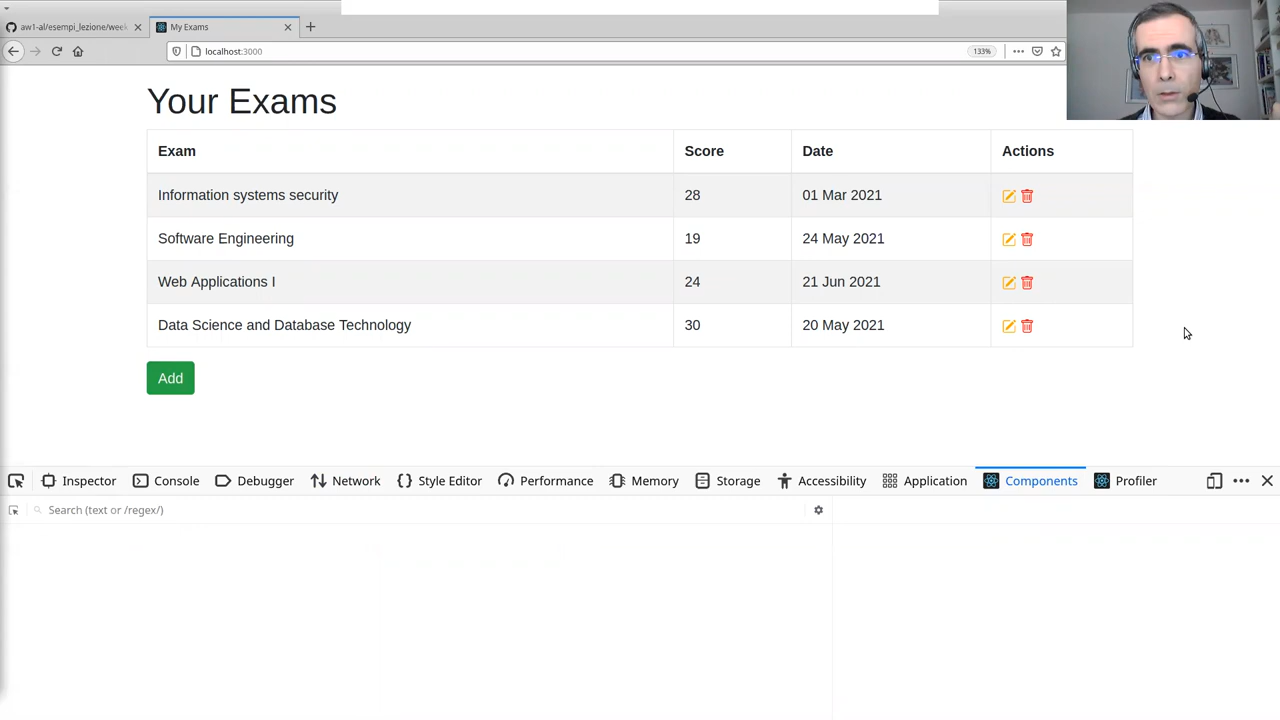 aw1-al/esempi_lezione/week
My Exams
localhost:3000
133%
Your Exams
Exam Score Date Actions
Information systems security 28 01 Mar 2021
Software Engineering 19 24 May 2021
Web Applications I 24 21 Jun 2021
Data Science and Database Technology 30 20 May 2021
Add
Inspector Console Debugger Network Style Editor Performance Memory Storage Accessibility Application Components Profiler
Search (text or /regex/)